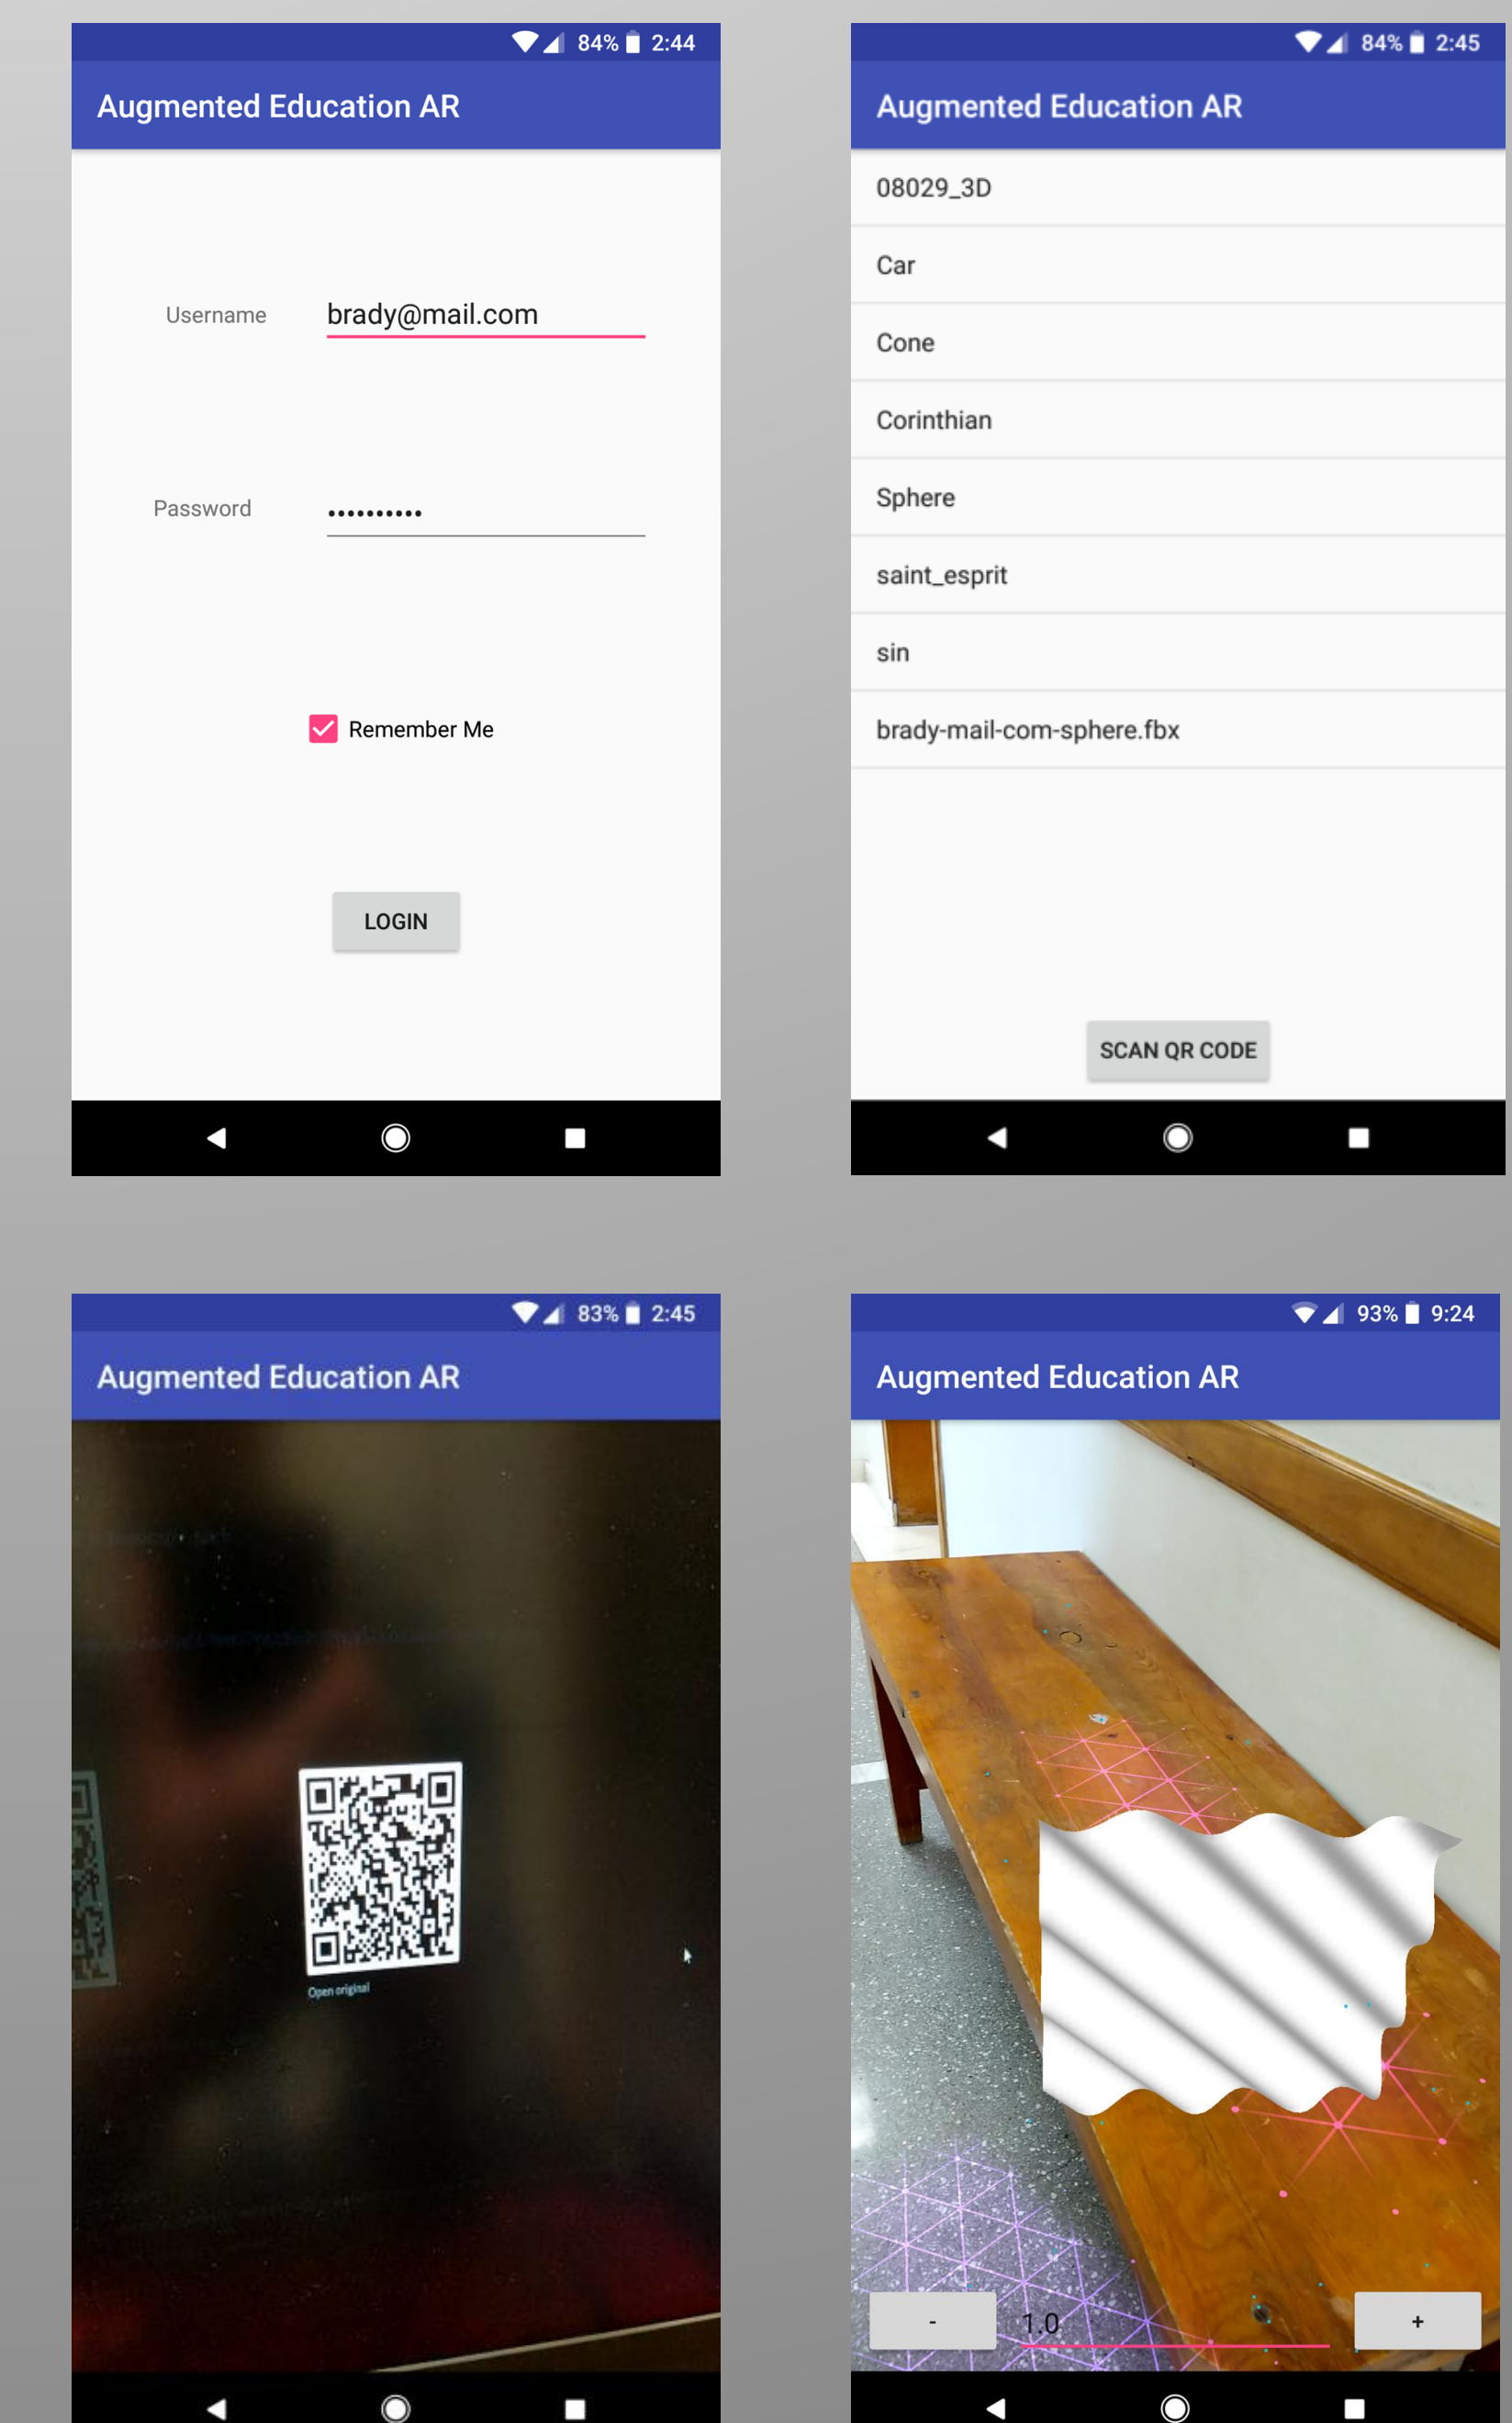 84% 2:44
Augmented Education AR
Username brady@mail.com
Password ••••••••••
Remember Me
LOGIN
84% 2:45
Augmented Education AR
08029_3D
Car
Cone
Corinthian
Sphere
saint_esprit
sin
brady-mail-com-sphere.fbx
SCAN QR CODE
83% 2:45
Augmented Education AR
Open original
93% 9:24
Augmented Education AR
- 1.0 +